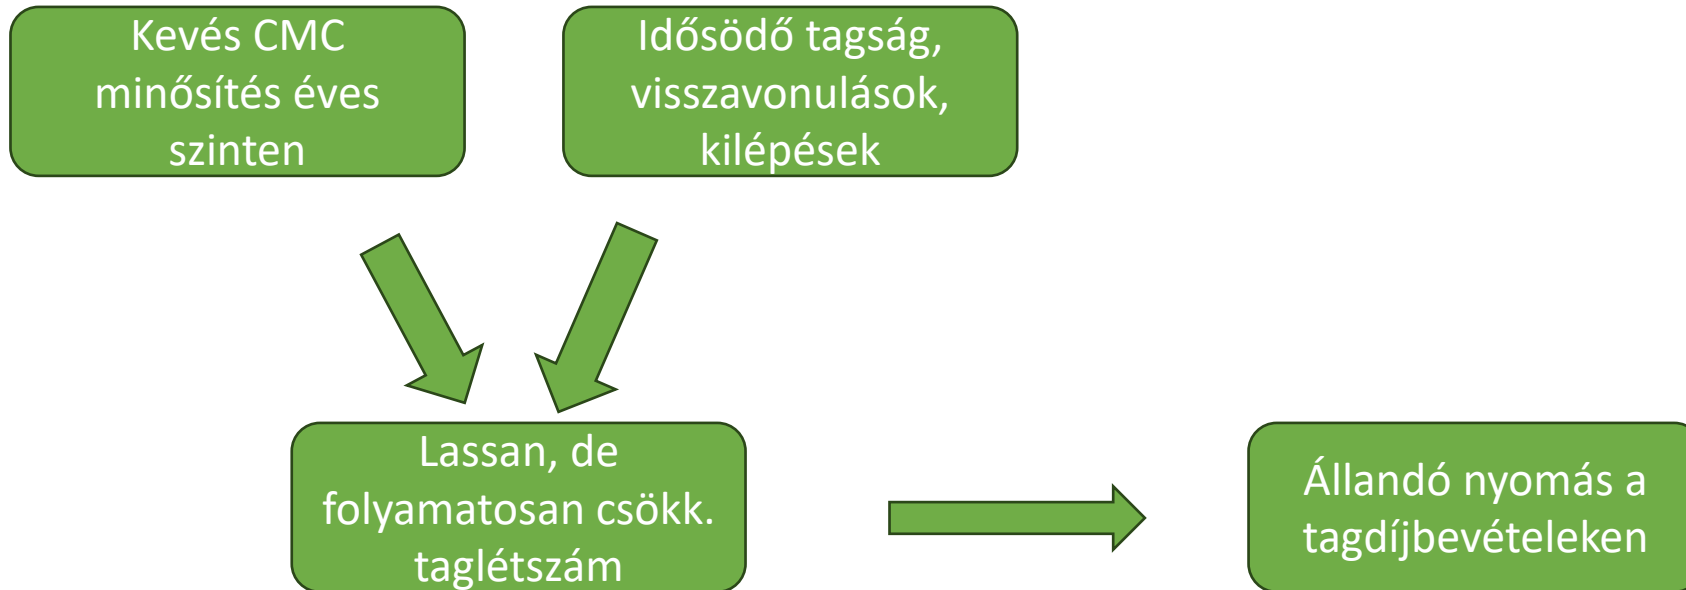 Kevés CMC
minősítés éves
szinten
Idősödő tagság,
visszavonulások,
kilépések
Lassan, de
folyamatosan csökk.
taglétszám
Állandó nyomás a
tagdíjbevételeken